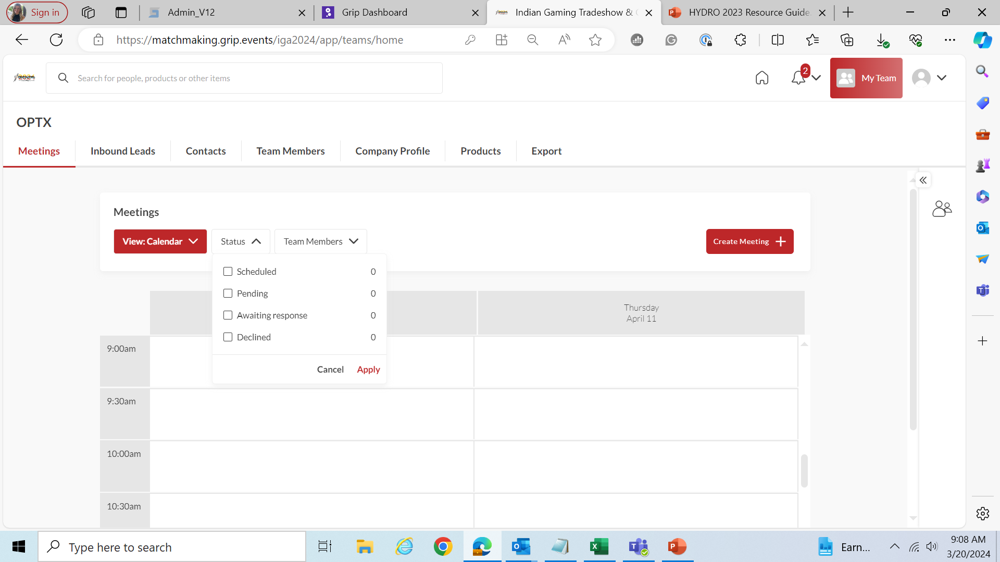 Sign in
Admin_V12
Grip Dashboard
Indian Gaming Tradeshow &
HYDRO 2023 Resource Guide.
https://matchmaking.grip.events/iga2024/app/teams/home
Search for people, products or other items
2
My Team
OPTX
Meetings
Inbound Leads
Contacts
Team Members
Company Profile
Products
Export
Meetings
View: Calendar
Status
Team Members
Create Meeting
Scheduled 0
Pending 0
Awaiting response 0
Declined 0
Cancel
Apply
Thursday
April 11
9:00am
9:30am
10:00am
10:30am
Type here to search
Earn...
9:08 AM
3/20/2024